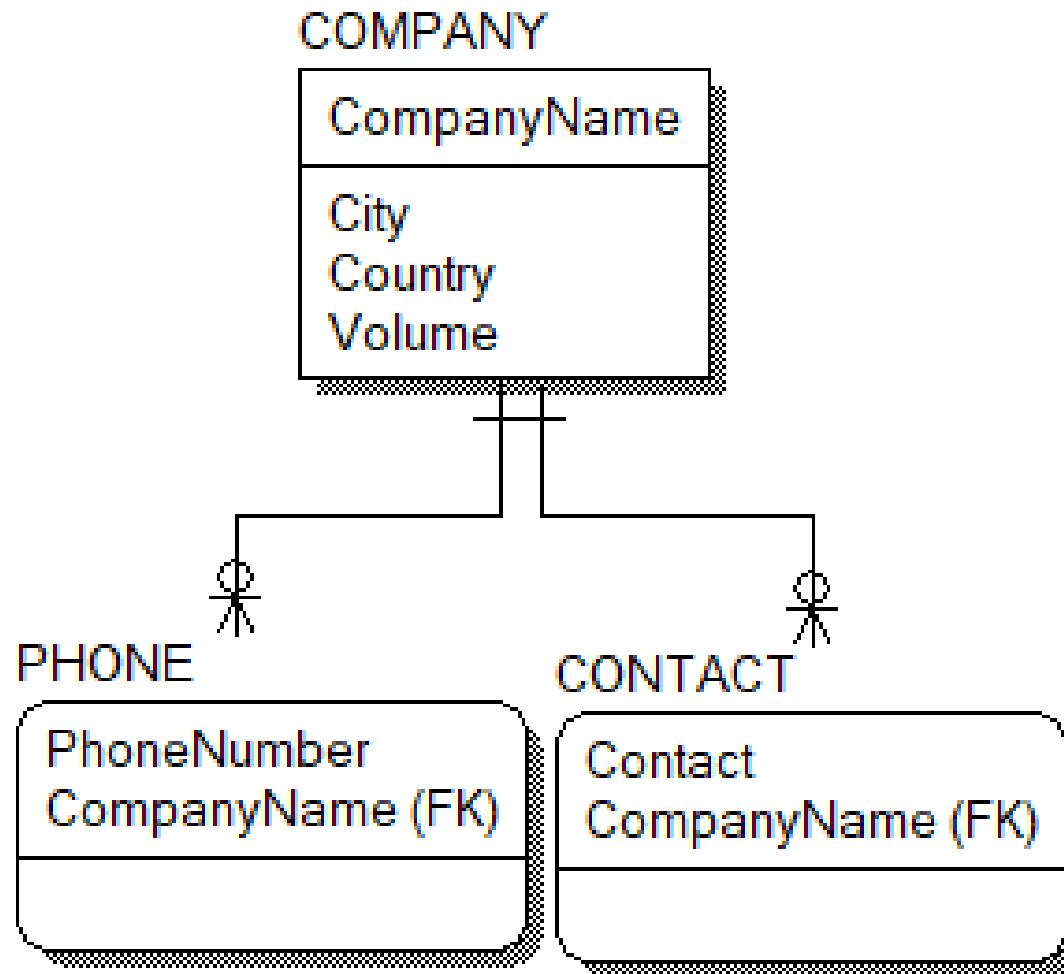 COMPANY
CompanyName
City
Country
Volume
PHONE
PhoneNumber
CompanyName (FK)
CONTACT
Contact
CompanyName (FK)